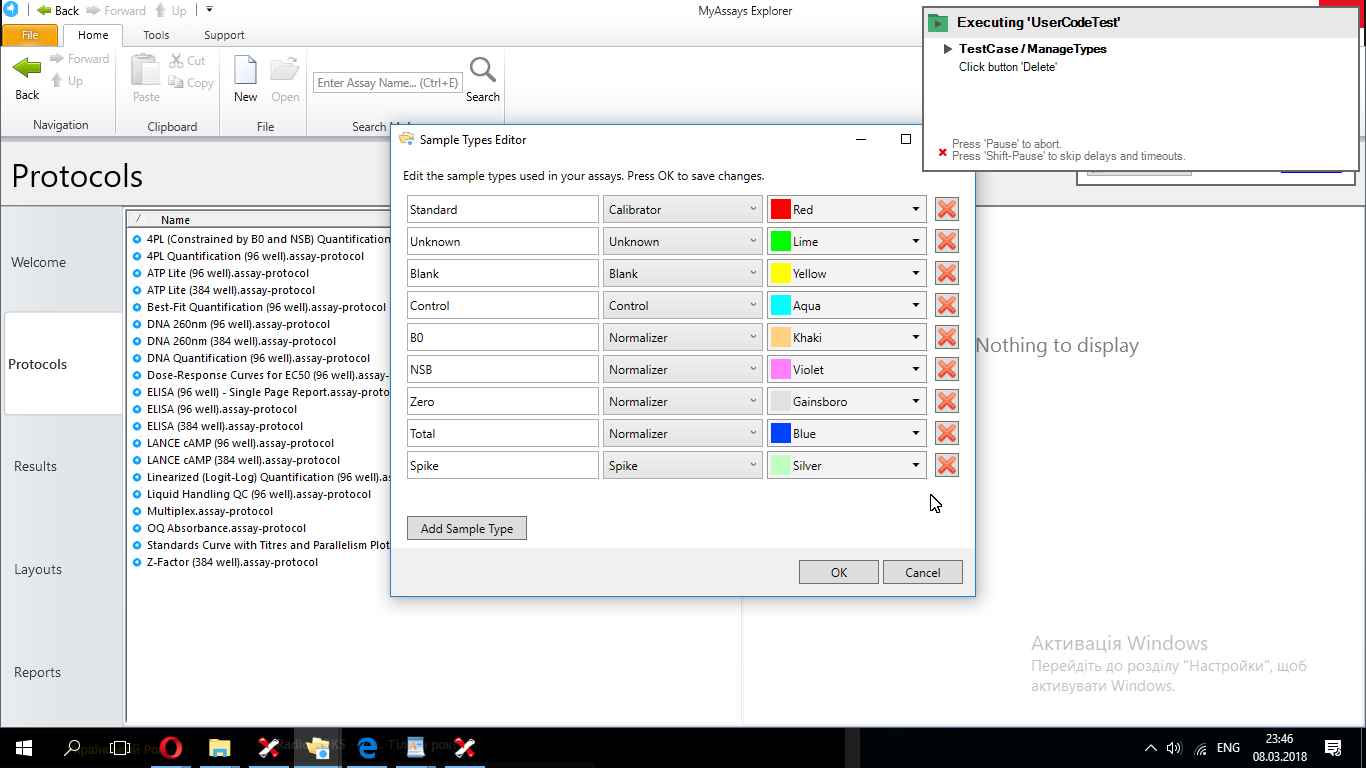 Back Forward Up
MyAssays Explorer
File Home Tools Support
Back
Forward
Up
Navigation
Paste
Cut
Copy
Clipboard
New
Open
File
Enter Assay Name... (Ctrl+E)
Search
Executing 'UserCodeTest'
TestCase / ManageTypes
Click button 'Delete'
Press 'Pause' to abort.
Press 'Shift-Pause' to skip delays and timeouts.
Protocols
Welcome
Protocols
Results
Layouts
Reports
Name
4PL (Constrained by B0 and NSB) Quantification
4PL Quantification (96 well).assay-protocol
ATP Lite (96 well).assay-protocol
ATP Lite (384 well).assay-protocol
Best-Fit Quantification (96 well).assay-protocol
DNA 260nm (96 well).assay-protocol
DNA 260nm (384 well).assay-protocol
DNA Quantification (96 well).assay-protocol
Dose-Response Curves for EC50 (96 well).assay-
ELISA (96 well) - Single Page Report.assay-proto
ELISA (96 well).assay-protocol
ELISA (384 well).assay-protocol
LANCE cAMP (96 well).assay-protocol
LANCE cAMP (384 well).assay-protocol
Linearized (Logit-Log) Quantification (96 well).as
Liquid Handling QC (96 well).assay-protocol
Multiplex.assay-protocol
OQ Absorbance.assay-protocol
Standards Curve with Titres and Parallelism Plot
Z-Factor (384 well).assay-protocol
Sample Types Editor
Edit the sample types used in your assays. Press OK to save changes.
Standard Calibrator Red
Unknown Unknown Lime
Blank Blank Yellow
Control Control Aqua
B0 Normalizer Khaki
NSB Normalizer Violet
Zero Normalizer Gainsboro
Total Normalizer Blue
Spike Spike Silver
Add Sample Type
OK Cancel
Nothing to display
Активація Windows
Перейдіть до розділу "Настройки", щоб
активувати Windows.
ENG
23:46
08.03.2018